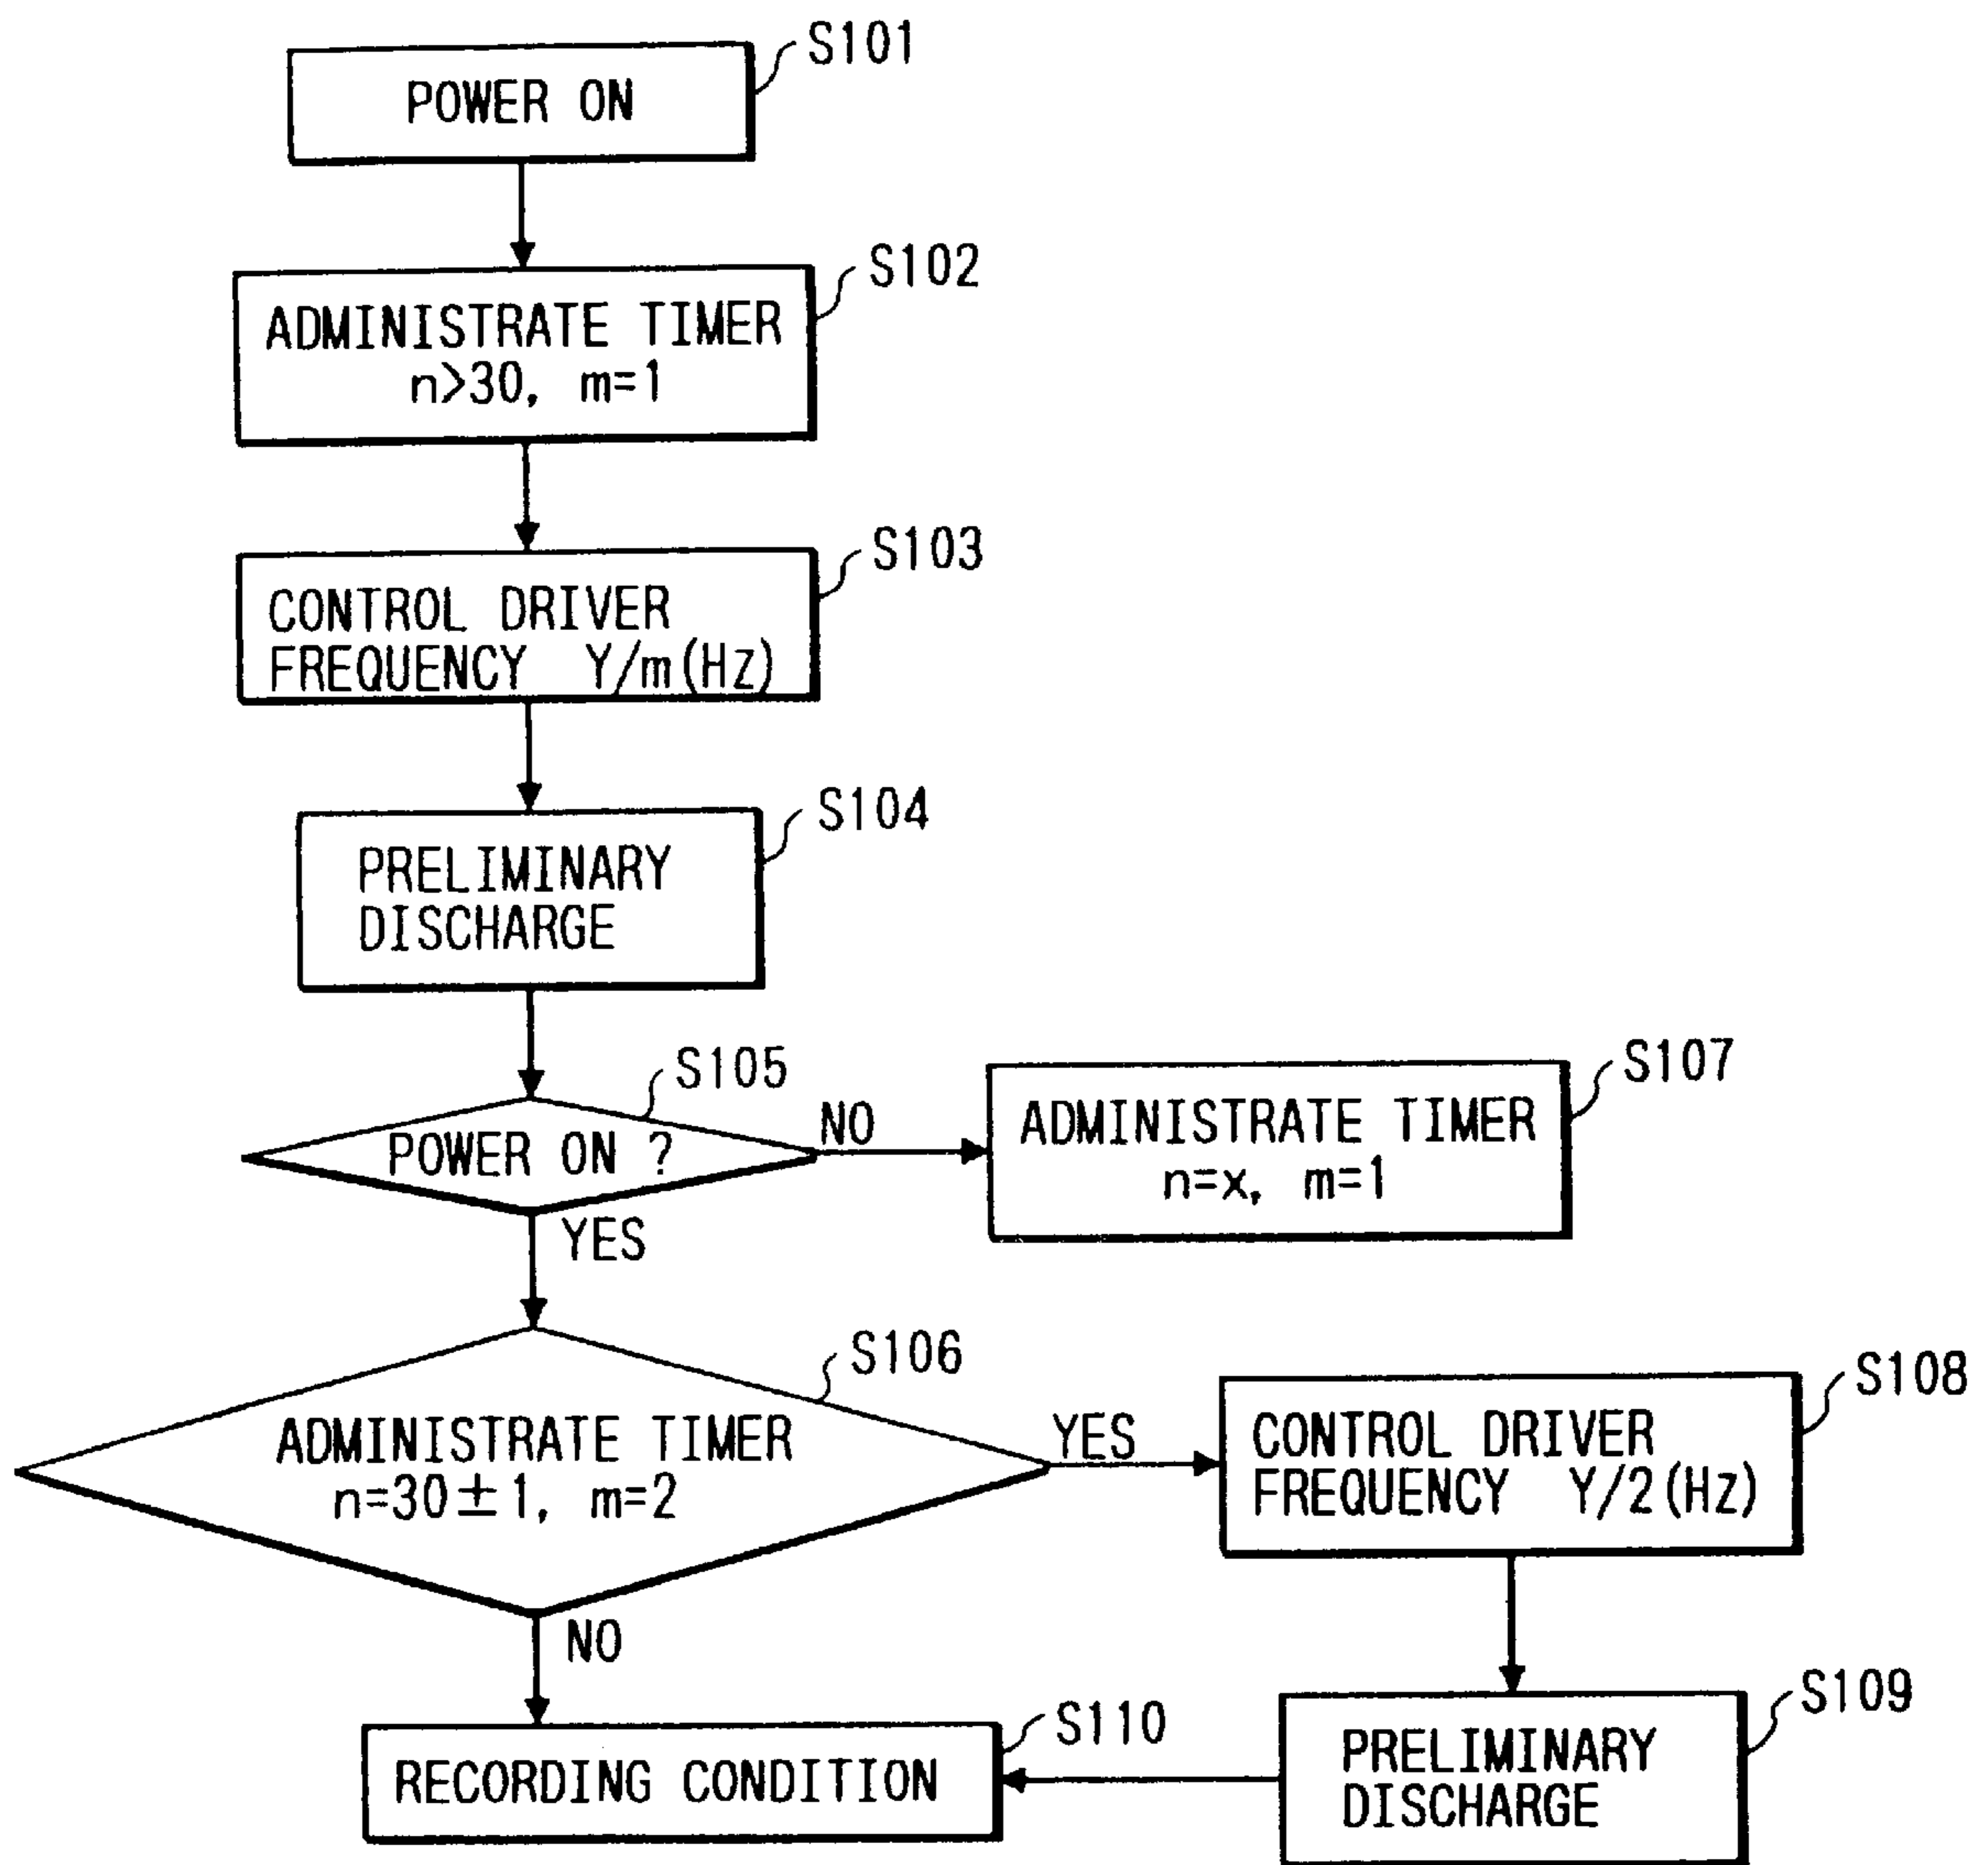 S101
POWER ON
S102
ADMINISTRATE TIMER
n>30, m=1
S103
CONTROL DRIVER
FREQUENCY Y/m(Hz)
S104
PRELIMINARY
DISCHARGE
S105
POWER ON ?
NO
YES
S107
ADMINISTRATE TIMER
n=x, m=1
S106
ADMINISTRATE TIMER
n=30±1, m=2
YES
NO
S108
CONTROL DRIVER
FREQUENCY Y/2(Hz)
S109
PRELIMINARY
DISCHARGE
S110
RECORDING CONDITION